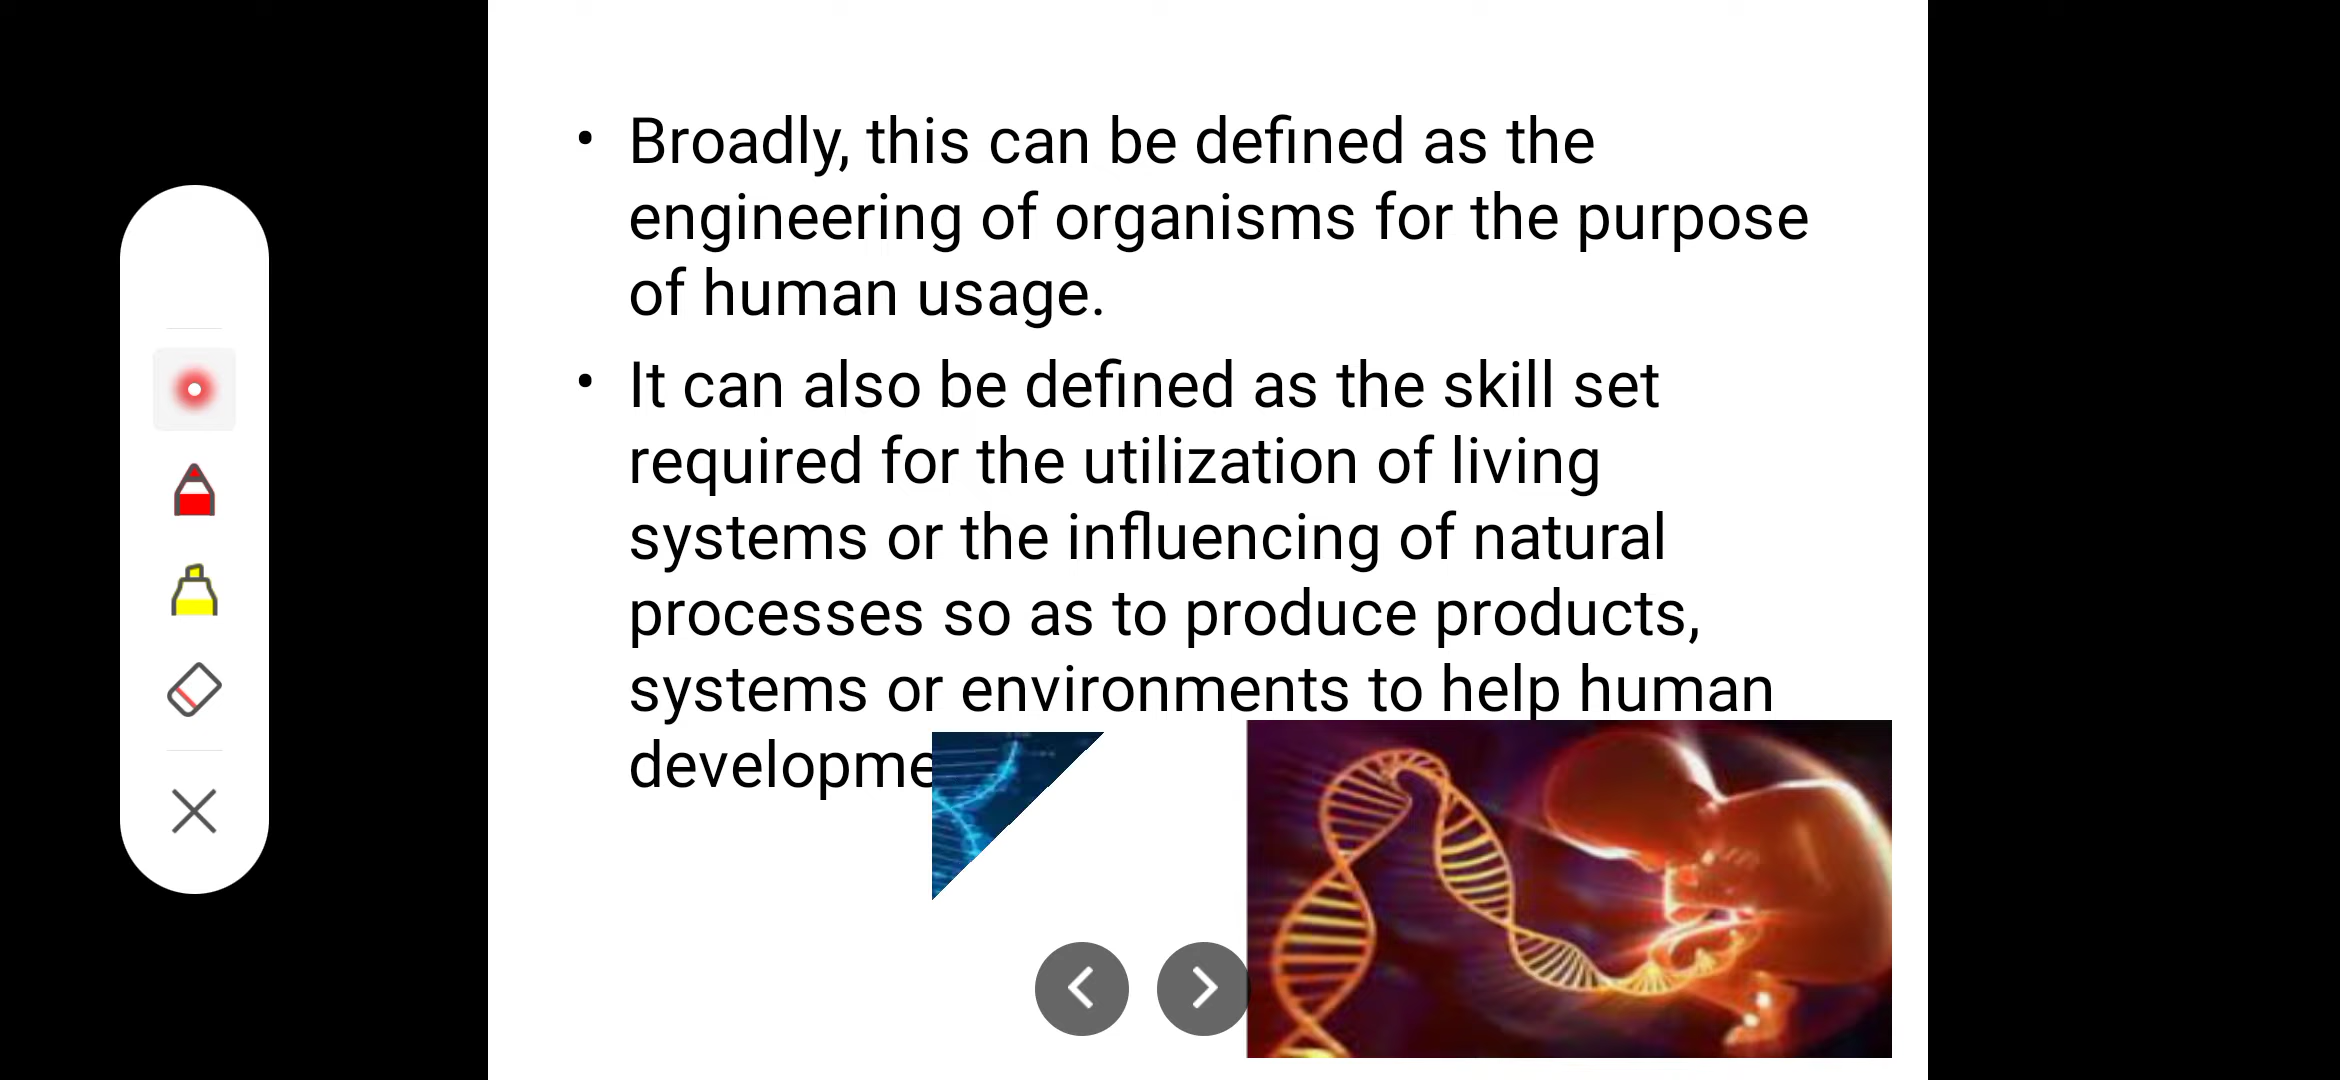 • Broadly, this can be defined as the
engineering of organisms for the purpose
of human usage.
• It can also be defined as the skill set
required for the utilization of living
systems or the influencing of natural
processes so as to produce products,
systems or environments to help human
developme